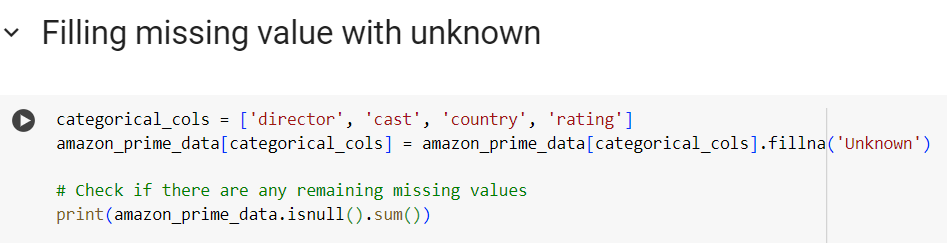 Filling missing value with unknown
categorical_cols = ['director', 'cast', 'country', 'rating']
amazon_prime_data[categorical_cols] = amazon_prime_data[categorical_cols].fillna('Unknown')
# Check if there are any remaining missing values
print(amazon_prime_data.isnull().sum())